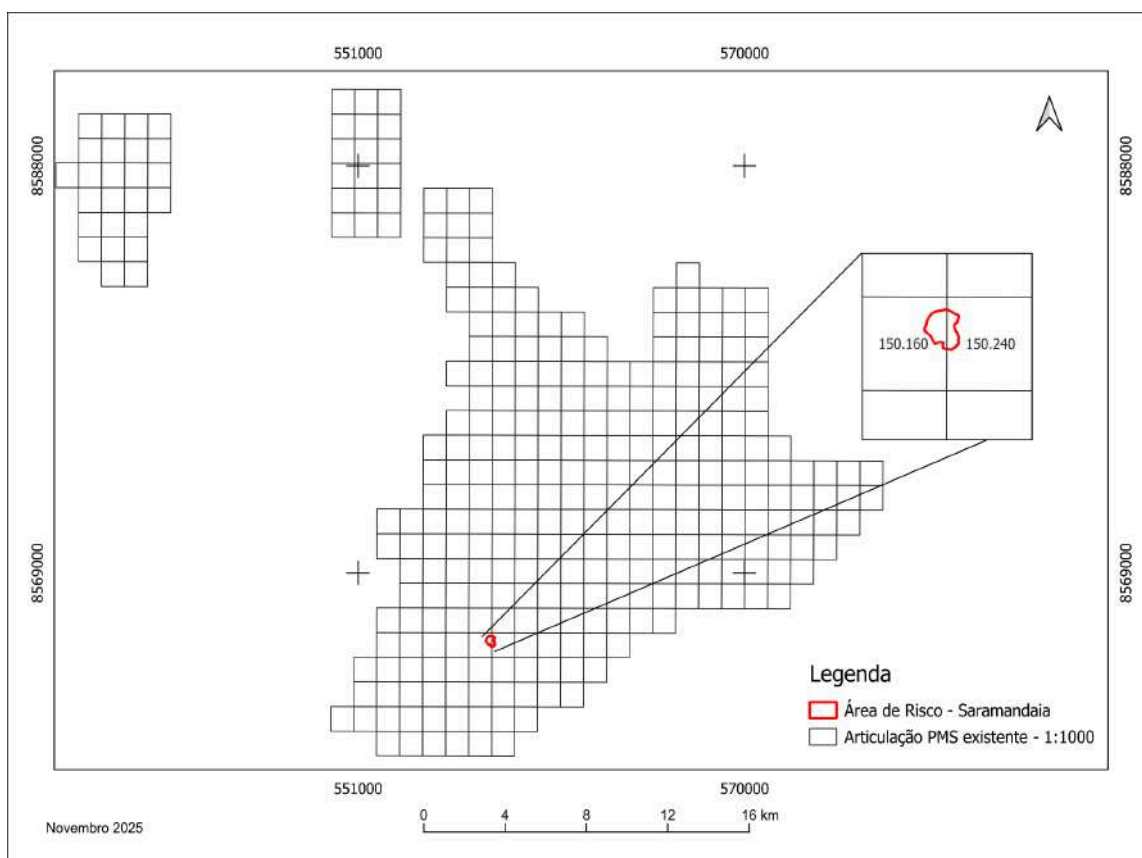 551000
570000
8588000
8588000
150.160
150.240
8569000
8569000
Legenda
Área de Risco - Saramandaia
Articulação PMS existente - 1:1000
551000
570000
Novembro 2025
0
4
8
12
16 km